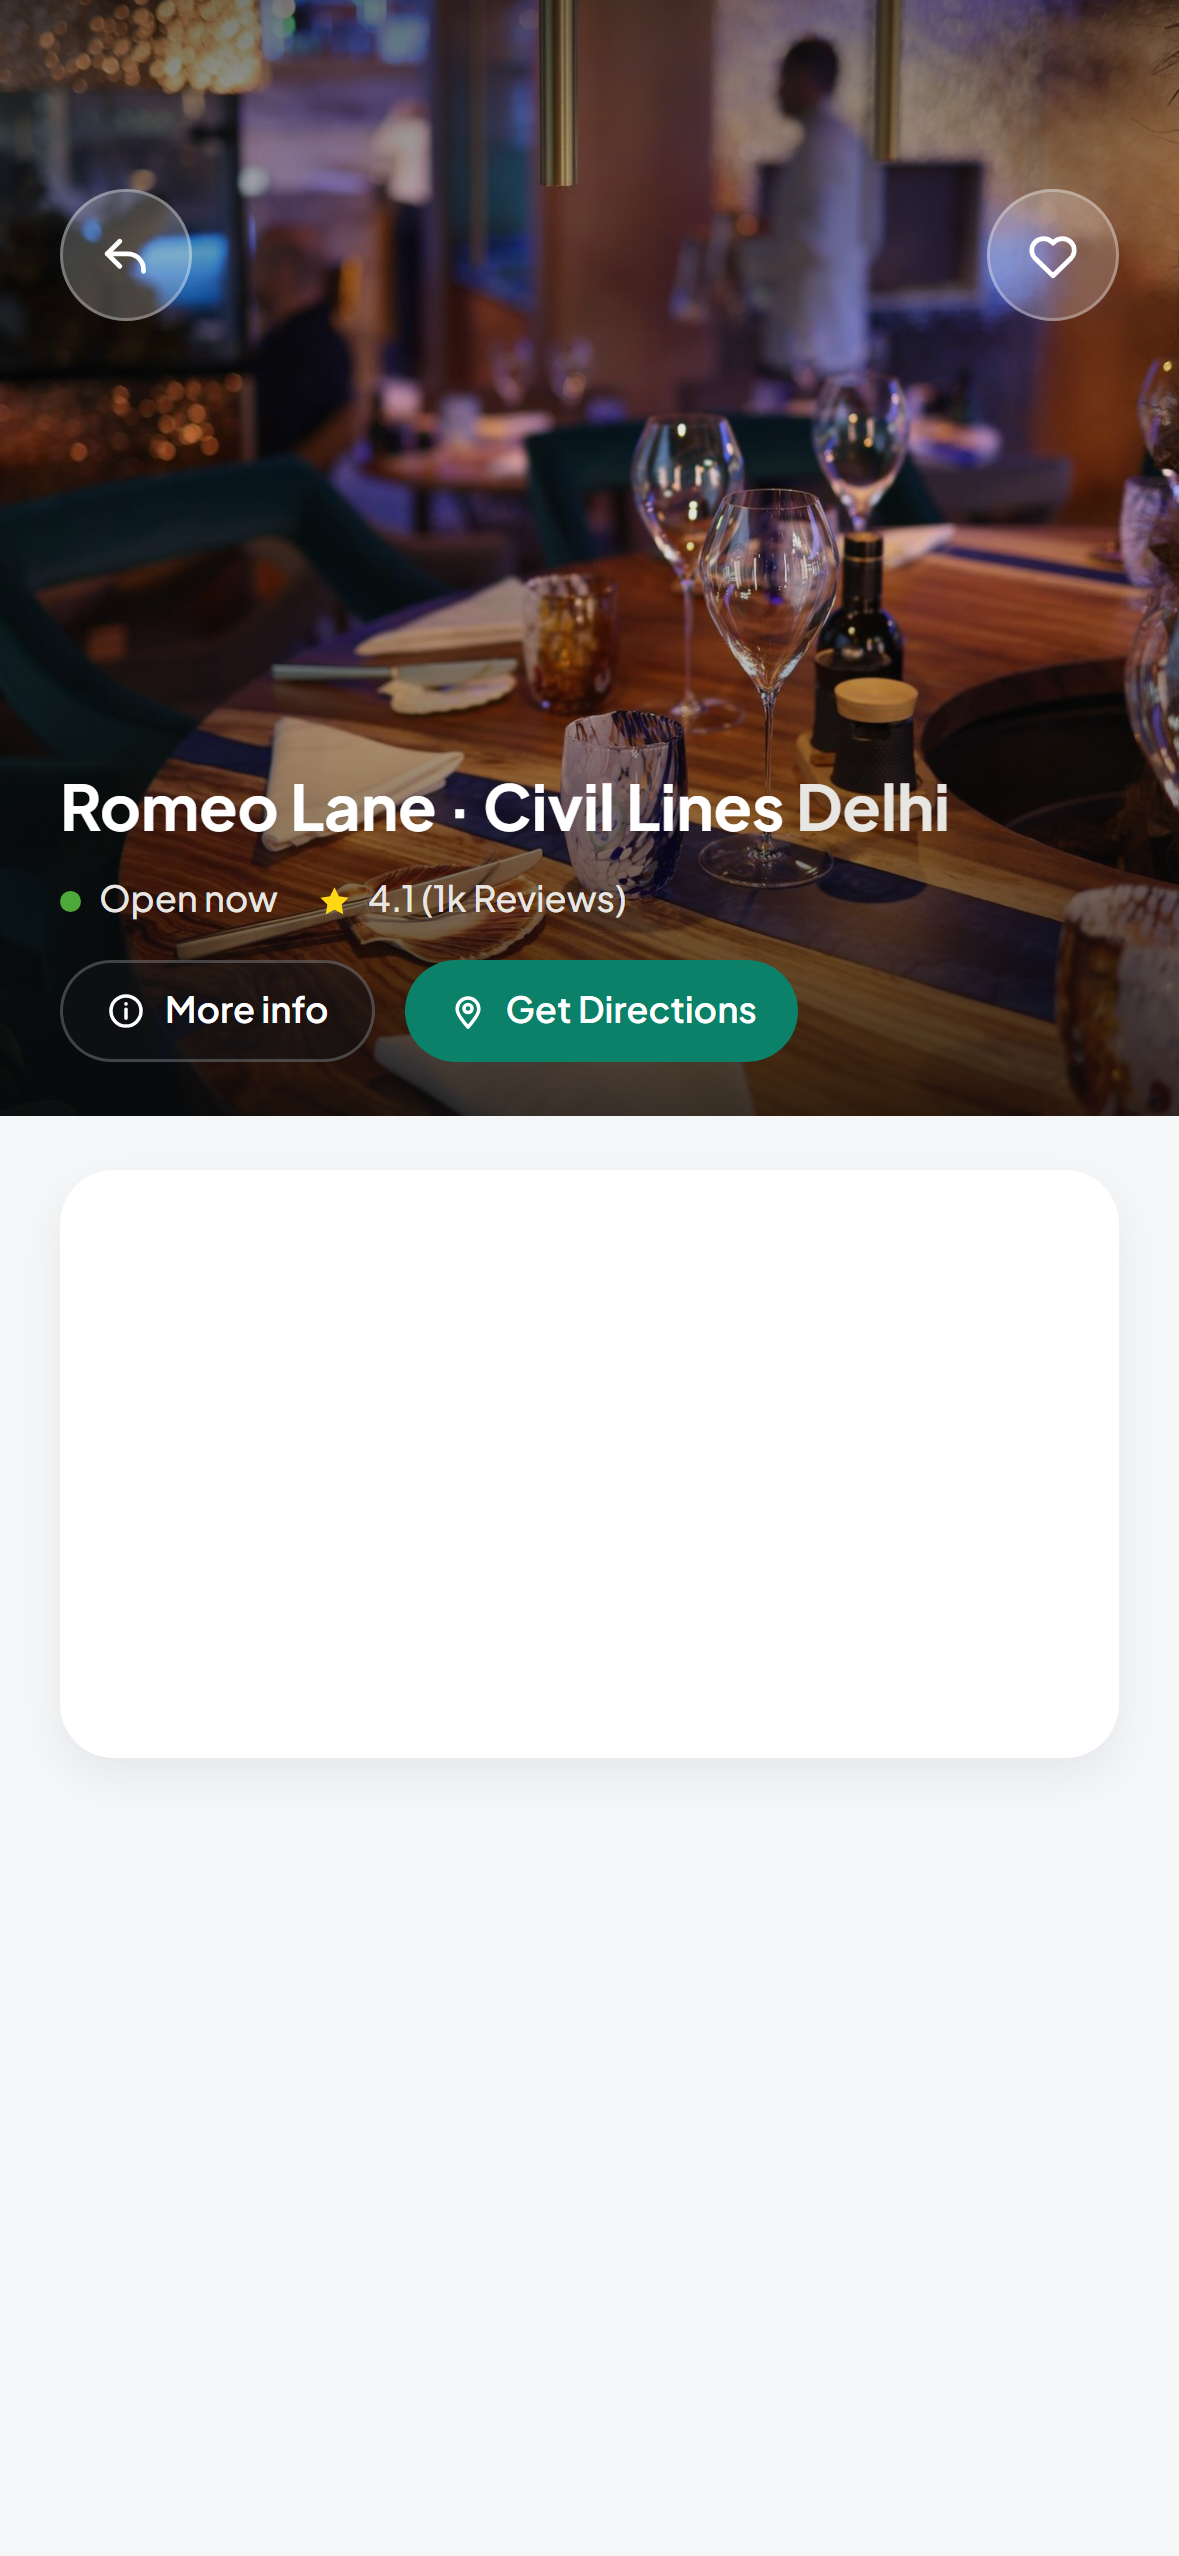 Romeo Lane · Civil Lines Delhi
Open now 4.1 (1k Reviews)
More info Get Directions